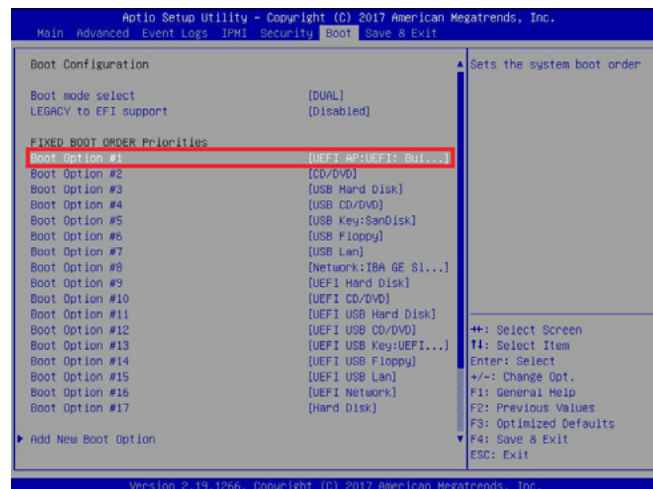 Aptio Setup Utility – Copyright (C) 2017 American Megatrends, Inc.
Main Advanced Event Logs IPMI Security Boot Save & Exit
Boot Configuration
Boot mode select [DUAL]
LEGACY to EFI support [Disabled]
FIXED BOOT ORDER Priorities
Boot Option #1 [UEFI AP:UEFI: Bui...]
Boot Option #2 [CD/DVD]
Boot Option #3 [USB Hard Disk]
Boot Option #4 [USB CD/DVD]
Boot Option #5 [USB Key:SanDisk]
Boot Option #6 [USB Floppy]
Boot Option #7 [USB Lan]
Boot Option #8 [Network:IBA GE Sl...]
Boot Option #9 [UEFI Hard Disk]
Boot Option #10 [UEFI CD/DVD]
Boot Option #11 [UEFI USB Hard Disk]
Boot Option #12 [UEFI USB CD/DVD]
Boot Option #13 [UEFI USB Key:UEFI...]
Boot Option #14 [UEFI USB Floppy]
Boot Option #15 [UEFI USB Lan]
Boot Option #16 [UEFI Network]
Boot Option #17 [Hard Disk]
Add New Boot Option
Sets the system boot order
→←: Select Screen
↑↓: Select Item
Enter: Select
+/-: Change Opt.
F1: General Help
F2: Previous Values
F3: Optimized Defaults
F4: Save & Exit
ESC: Exit
Version 2.19.1266. Copyright (C) 2017 American Megatrends, Inc.